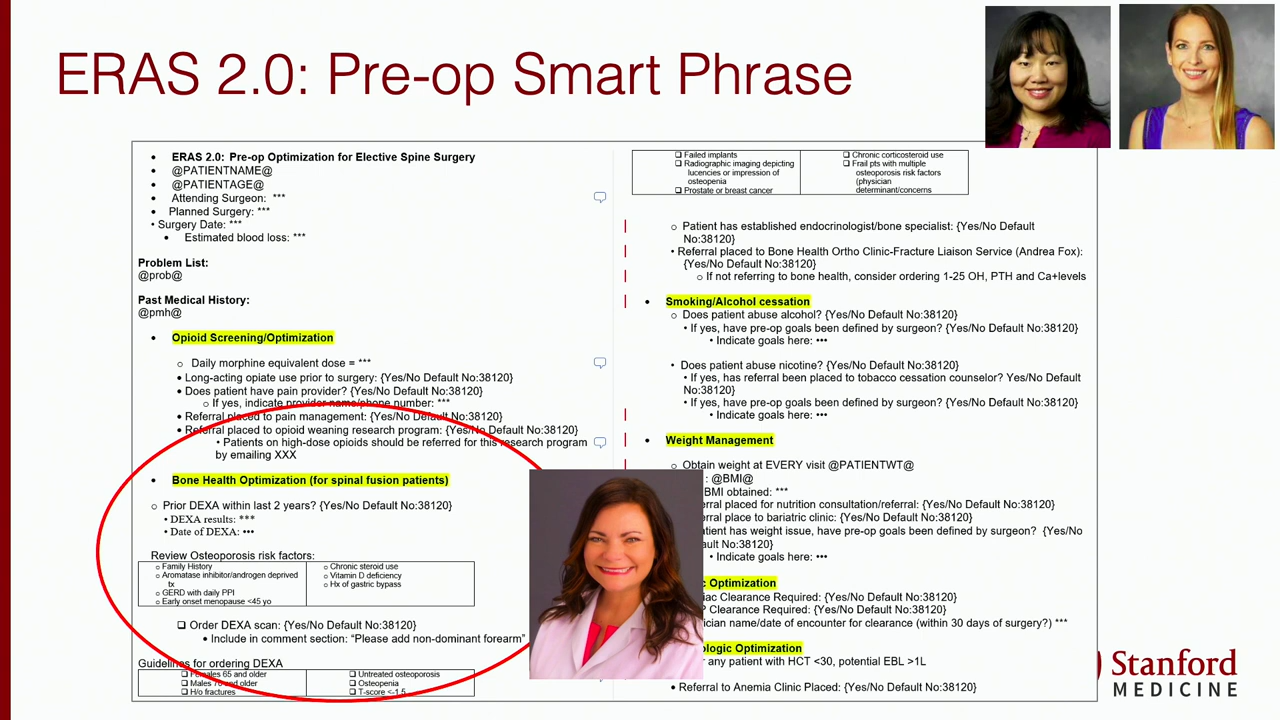 ERAS 2.0: Pre-op Smart Phrase
• ERAS 2.0: Pre-op Optimization for Elective Spine Surgery
• @PATIENTNAME@
• @PATIENTAGE@
• Attending Surgeon: ***
• Planned Surgery: ***
• Surgery Date: ***
• Estimated blood loss: ***
Problem List:
@prob@
Past Medical History:
@pmh@
• Opioid Screening/Optimization
o Daily morphine equivalent dose = ***
• Long-acting opiate use prior to surgery: {Yes/No Default No:38120}
• Does patient have pain provider? {Yes/No Default No:38120}
o If yes, indicate provider name/phone number: ***
• Referral placed to pain management: {Yes/No Default No:38120}
• Referral placed to opioid weaning research program: {Yes/No Default No:38120}
• Patients on high-dose opioids should be referred for this research program
by emailing XXX
• Bone Health Optimization (for spinal fusion patients)
o Prior DEXA within last 2 years? {Yes/No Default No:38120}
• DEXA results: ***
• Date of DEXA: •••
Review Osteoporosis risk factors:
o Family History
o Aromatase inhibitor/androgen deprived
tx
o GERD with daily PPI
o Early onset menopause <45 yo
o Chronic steroid use
o Vitamin D deficiency
o Hx of gastric bypass
❑ Order DEXA scan: {Yes/No Default No:38120}
• Include in comment section: “Please add non-dominant forearm”
Guidelines for ordering DEXA
❑ Females 65 and older
❑ Males 70 and older
❑ H/o fractures
❑ Untreated osteoporosis
❑ Osteopenia
❑ T-score <-1.5
❑ Failed implants
❑ Radiographic imaging depicting
lucencies or impression of
osteopenia
❑ Prostate or breast cancer
❑ Chronic corticosteroid use
❑ Frail pts with multiple
osteoporosis risk factors
(physician
determinant/concerns
o Patient has established endocrinologist/bone specialist: {Yes/No Default
No:38120}
• Referral placed to Bone Health Ortho Clinic-Fracture Liaison Service (Andrea Fox):
{Yes/No Default No:38120}
o If not referring to bone health, consider ordering 1-25 OH, PTH and Ca+levels
• Smoking/Alcohol cessation
o Does patient abuse alcohol? {Yes/No Default No:38120}
• If yes, have pre-op goals been defined by surgeon? {Yes/No Default No:38120}
• Indicate goals here: •••
• Does patient abuse nicotine? {Yes/No Default No:38120}
• If yes, has referral been placed to tobacco cessation counselor? Yes/No Default
No:38120}
• If yes, have pre-op goals been defined by surgeon? {Yes/No Default No:38120}
• Indicate goals here: •••
• Weight Management
o Obtain weight at EVERY visit @PATIENTWT@
: @BMI@
BMI obtained: ***
placed for nutrition consultation/referral: {Yes/No Default No:38120}
place to bariatric clinic: {Yes/No Default No:38120}
has weight issue, have pre-op goals been defined by surgeon? {Yes/No
No:38120}
• Indicate goals here: •••
Optimization
Clearance Required: {Yes/No Default No:38120}
Clearance Required: {Yes/No Default No:38120}
name/date of encounter for clearance (within 30 days of surgery?) ***
Optimization
any patient with HCT <30, potential EBL >1L
• Referral to Anemia Clinic Placed: {Yes/No Default No:38120}
Stanford
MEDICINE